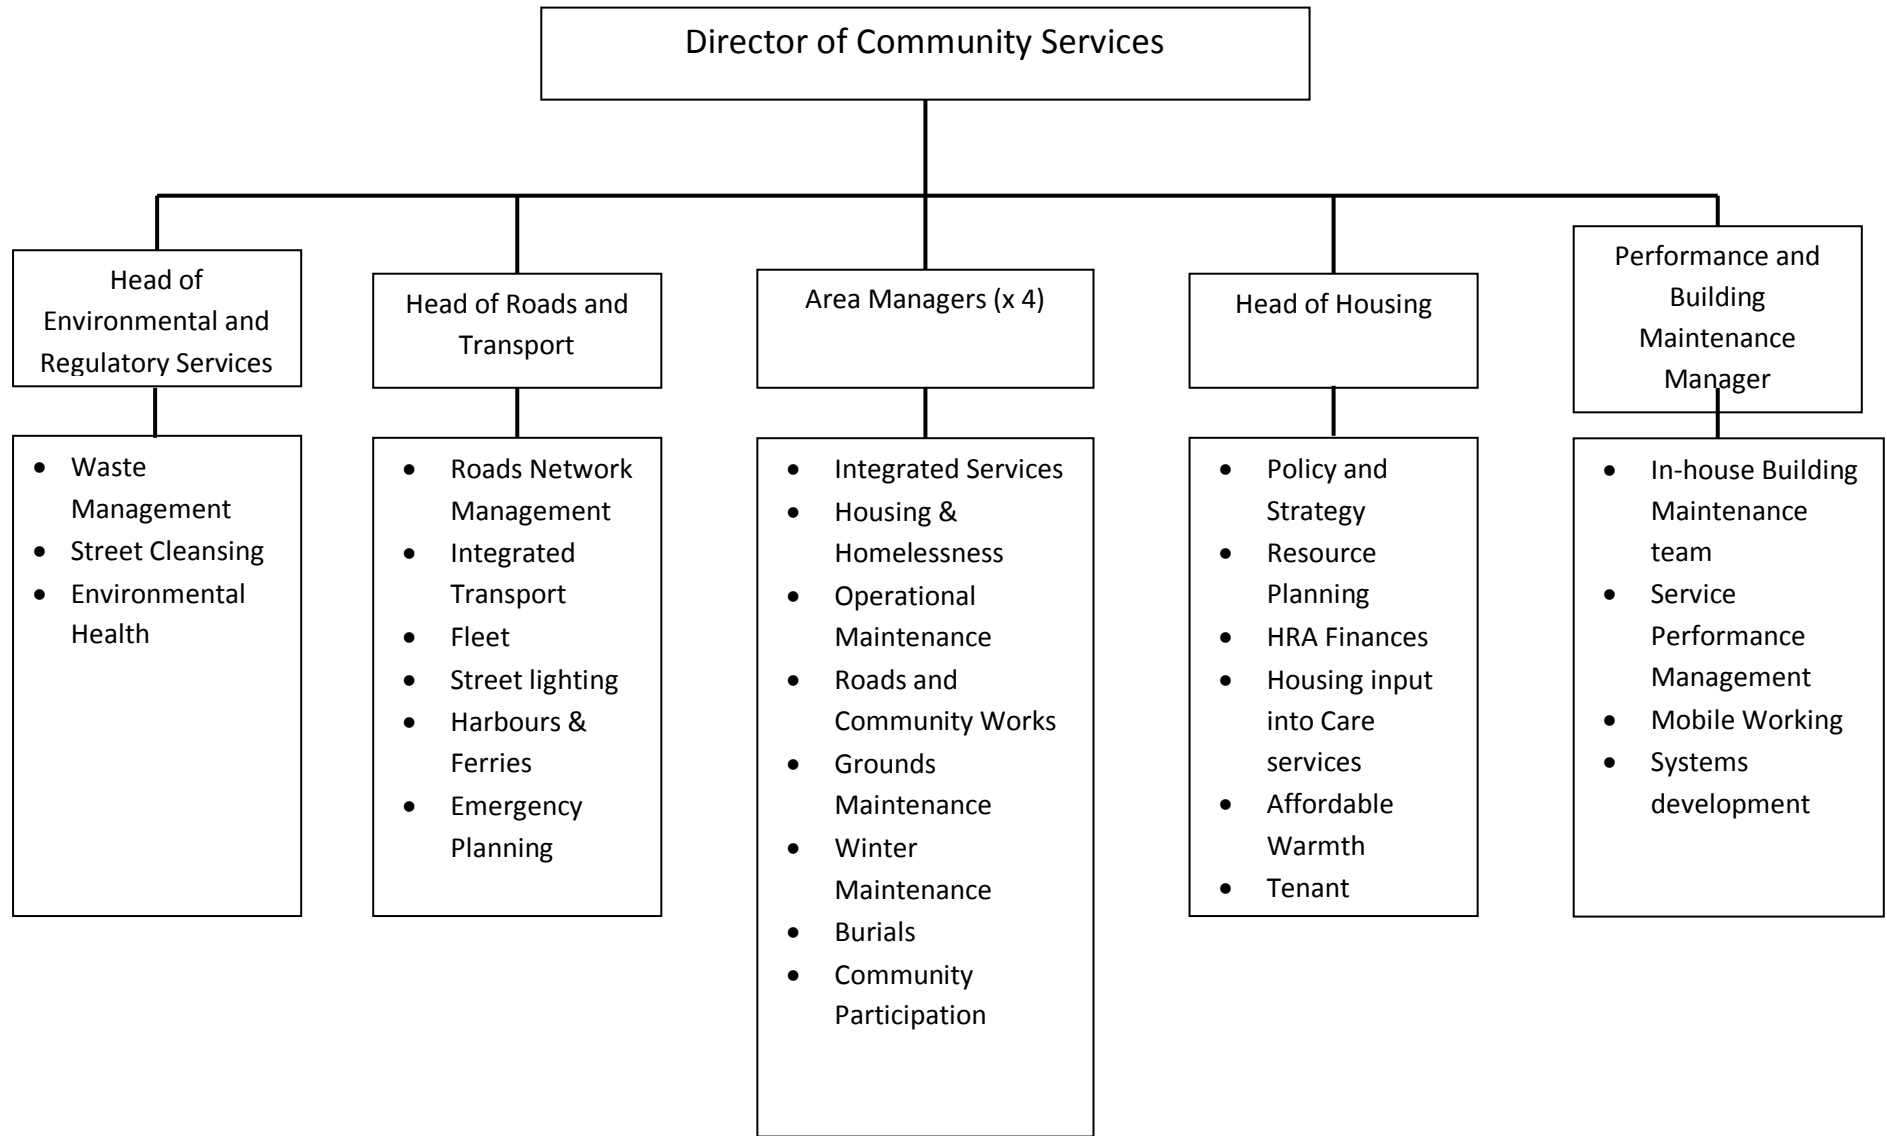 Director of Community Services
Head of
Environmental and
Regulatory Services
Head of Roads and
Transport
Area Managers (x 4)
Head of Housing
Performance and
Building
Maintenance
Manager
• Waste
Management
• Street Cleansing
• Environmental
Health
• Roads Network
Management
• Integrated
Transport
• Fleet
• Street lighting
• Harbours &
Ferries
• Emergency
Planning
• Integrated Services
• Housing &
Homelessness
• Operational
Maintenance
• Roads and
Community Works
• Grounds
Maintenance
• Winter
Maintenance
• Burials
• Community
Participation
• Policy and
Strategy
• Resource
Planning
• HRA Finances
• Housing input
into Care
services
• Affordable
Warmth
• Tenant
• In-house Building
Maintenance
team
• Service
Performance
Management
• Mobile Working
• Systems
development